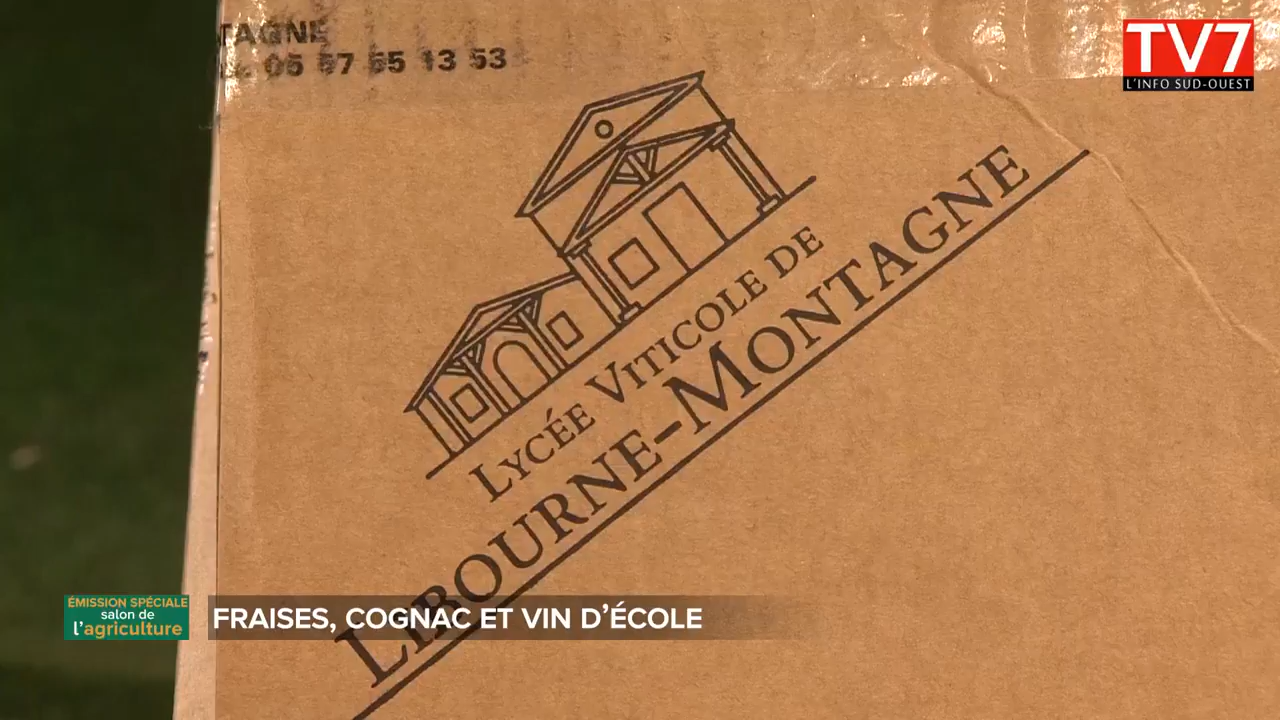 TAGNE
05 57 55 13 53
TV7
L'INFO SUD-OUEST
LYCÉE VITICOLE DE
LIBOURNE-MONTAGNE
ÉMISSION SPÉCIALE
salon de
l'agriculture
FRAISES, COGNAC ET VIN D'ÉCOLE